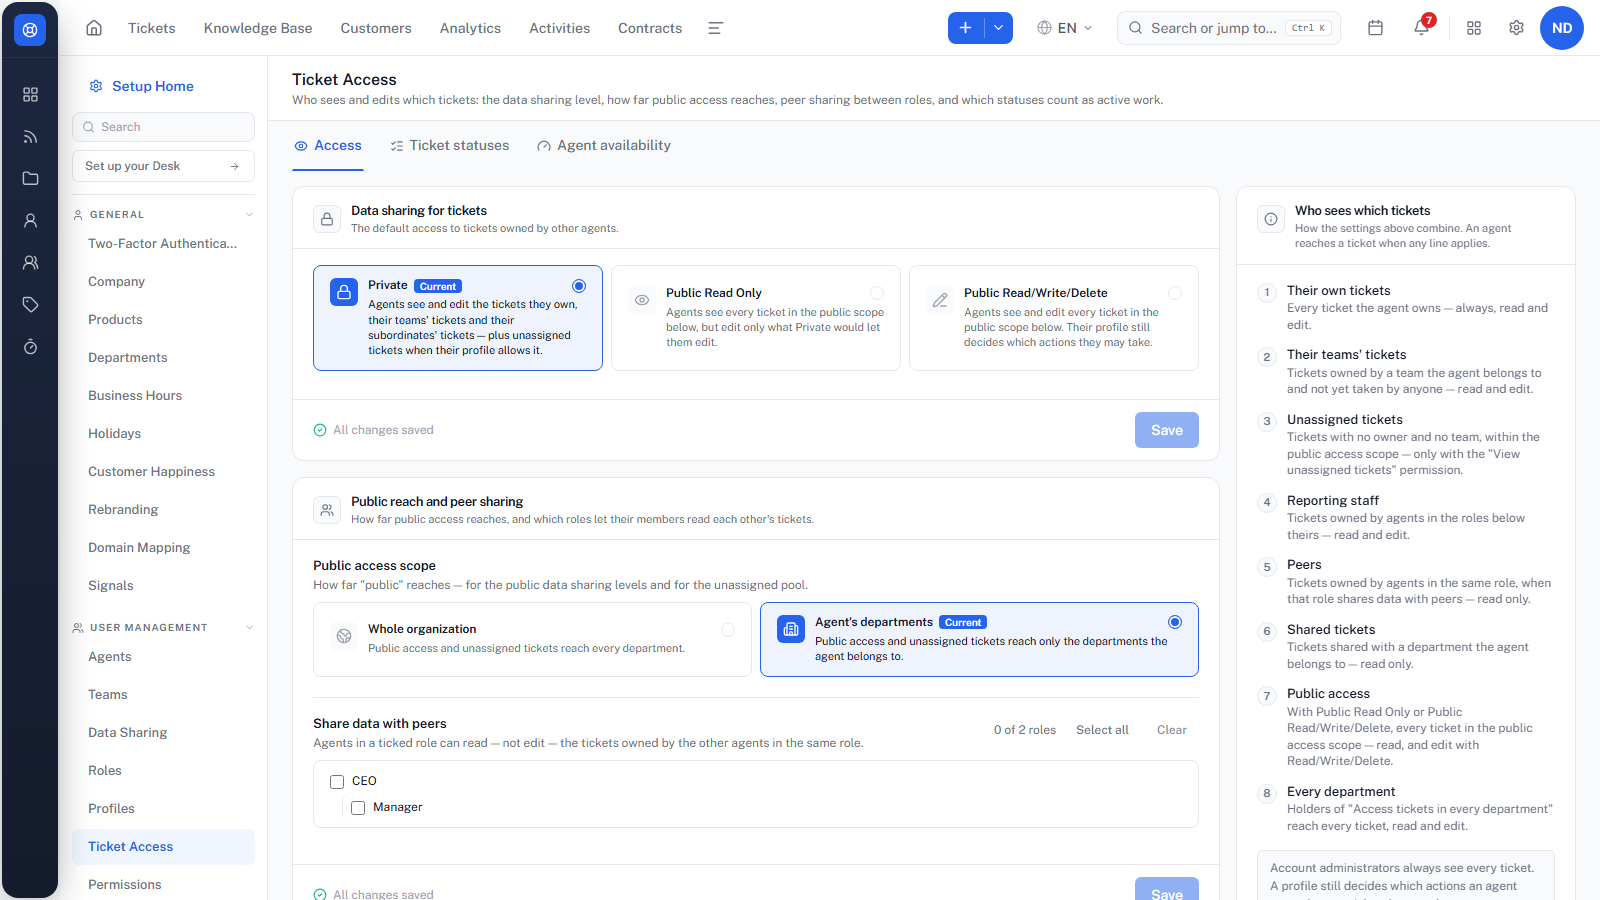 Tickets
Knowledge Base
Customers
Analytics
Activities
Contracts
EN
Search or jump to...
Ctrl K
7
ND
Setup Home
Search
Set up your Desk
GENERAL
Two-Factor Authentica...
Company
Products
Departments
Business Hours
Holidays
Customer Happiness
Rebranding
Domain Mapping
Signals
USER MANAGEMENT
Agents
Teams
Data Sharing
Roles
Profiles
Ticket Access
Permissions
Ticket Access
Who sees and edits which tickets: the data sharing level, how far public access reaches, peer sharing between roles, and which statuses count as active work.
Access
Ticket statuses
Agent availability
Data sharing for tickets
The default access to tickets owned by other agents.
Private Current
Agents see and edit the tickets they own,
their teams' tickets and their
subordinates' tickets — plus unassigned
tickets when their profile allows it.
Public Read Only
Agents see every ticket in the public scope
below, but edit only what Private would let
them edit.
Public Read/Write/Delete
Agents see and edit every ticket in the
public scope below. Their profile still
decides which actions they may take.
All changes saved
Save
Public reach and peer sharing
How far public access reaches, and which roles let their members read each other's tickets.
Public access scope
How far "public" reaches — for the public data sharing levels and for the unassigned pool.
Whole organization
Public access and unassigned tickets reach every department.
Agent's departments Current
Public access and unassigned tickets reach only the departments the
agent belongs to.
Share data with peers
Agents in a ticked role can read — not edit — the tickets owned by the other agents in the same role.
0 of 2 roles
Select all
Clear
CEO
Manager
All changes saved
Save
Who sees which tickets
How the settings above combine. An agent
reaches a ticket when any line applies.
1 Their own tickets
Every ticket the agent owns — always, read and
edit.
2 Their teams' tickets
Tickets owned by a team the agent belongs to
and not yet taken by anyone — read and edit.
3 Unassigned tickets
Tickets with no owner and no team, within the
public access scope — only with the "View
unassigned tickets" permission.
4 Reporting staff
Tickets owned by agents in the roles below
theirs — read and edit.
5 Peers
Tickets owned by agents in the same role, when
that role shares data with peers — read only.
6 Shared tickets
Tickets shared with a department the agent
belongs to — read only.
7 Public access
With Public Read Only or Public
Read/Write/Delete, every ticket in the public
access scope — read, and edit with
Read/Write/Delete.
8 Every department
Holders of "Access tickets in every department"
reach every ticket, read and edit.
Account administrators always see every ticket.
A profile still decides which actions an agent